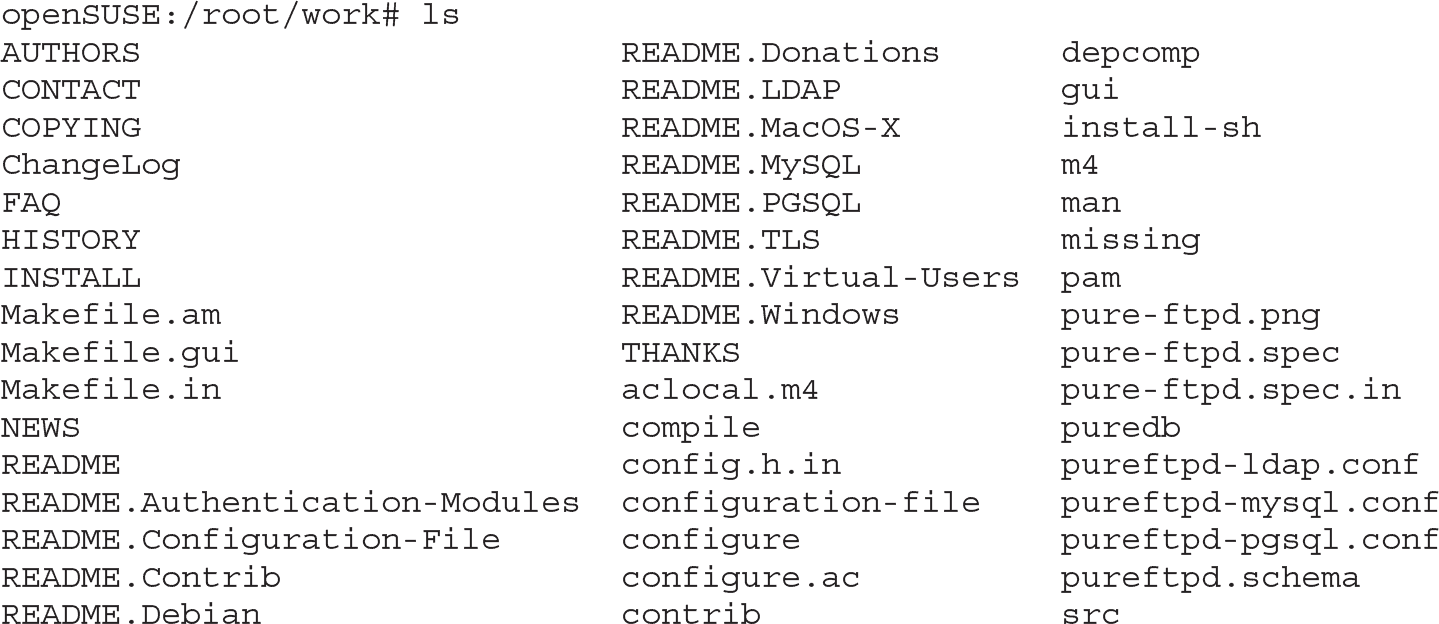 openSUSE:/root/work# ls
AUTHORS README.Donations depcomp
CONTACT README.LDAP gui
COPYING README.MacOS-X install-sh
ChangeLog README.MySQL m4
FAQ README.PGSQL man
HISTORY README.TLS missing
INSTALL README.Virtual-Users pam
Makefile.am README.Windows pure-ftpd.png
Makefile.gui THANKS pure-ftpd.spec
Makefile.in aclocal.m4 pure-ftpd.spec.in
NEWS compile puredb
README config.h.in pureftpd-ldap.conf
README.Authentication-Modules configuration-file pureftpd-mysql.conf
README.Configuration-File configure pureftpd-pgsql.conf
README.Contrib configure.ac pureftpd.schema
README.Debian contrib src